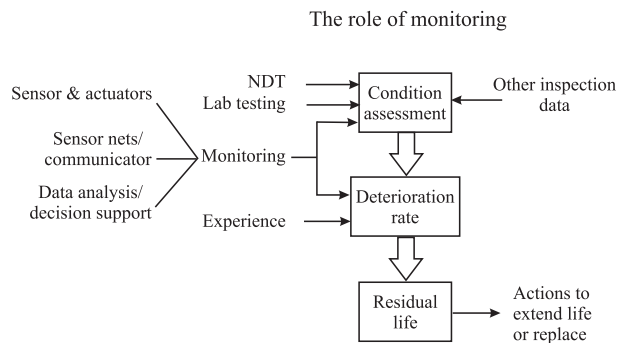 The role of monitoring
Sensor & actuators
Sensor nets/
communicator
Data analysis/
decision support
NDT
Lab testing
Monitoring
Experience
Condition
assessment
Other inspection
data
Deterioration
rate
Residual
life
Actions to
extend life
or replace